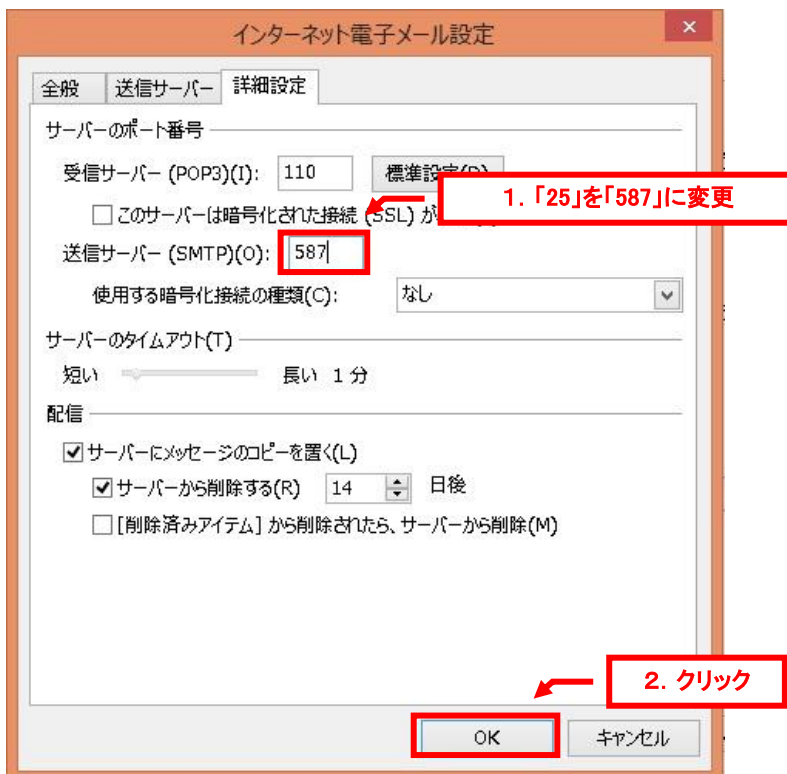 インターネット電子メール設定
×
全般 送信サーバー 詳細設定
サーバーのポート番号
受信サーバー (POP3)(I): 110 標準設定(D)
1. 「25」を「587」に変更
このサーバーは暗号化された接続 (SSL) が
送信サーバー (SMTP)(O): 587
使用する暗号化接続の種類(C): なし
サーバーのタイムアウト(T)
短い 長い 1 分
配信
サーバーにメッセージのコピーを置く(L)
サーバーから削除する(R) 14 日後
[削除済みアイテム] から削除されたら、サーバーから削除(M)
2. クリック
OK キャンセル